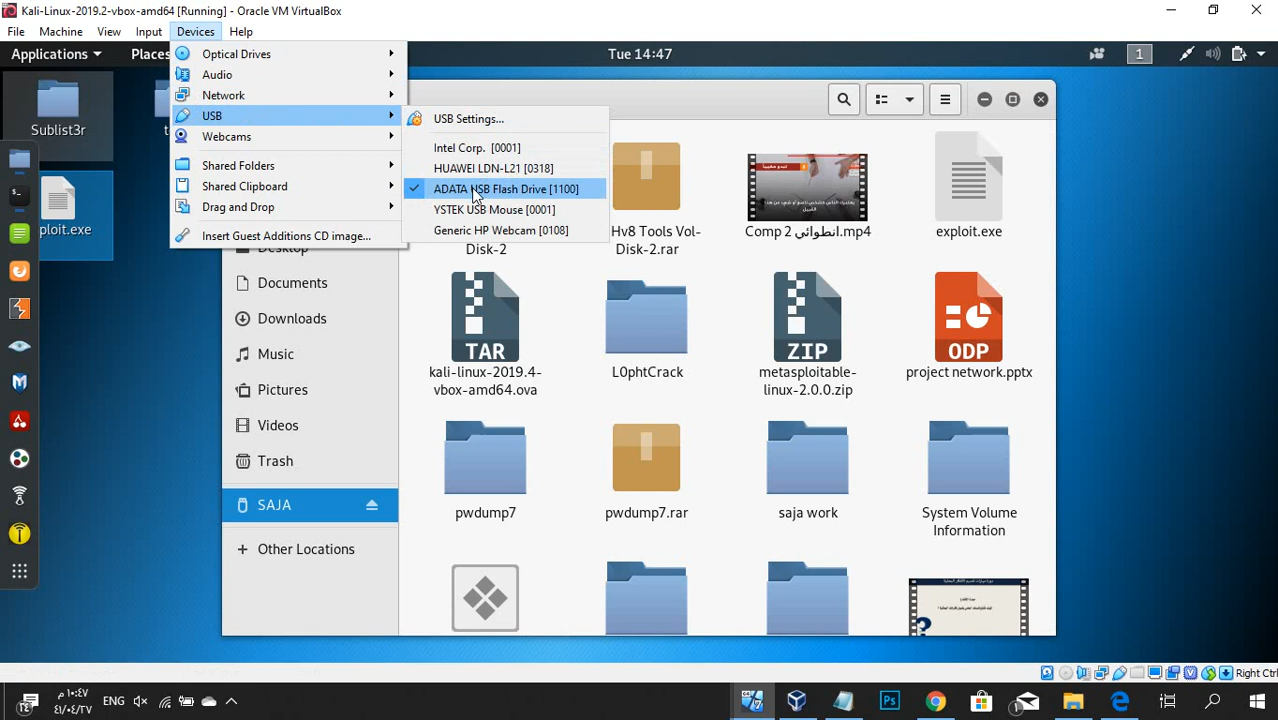 Kali-Linux-2019.2-vbox-amd64 [Running] - Oracle VM VirtualBox
File Machine View Input Devices Help
Applications Places Tue 14:47 1
Optical Drives
Audio
Network
USB
Webcams
Shared Folders
Shared Clipboard
Drag and Drop
Insert Guest Additions CD image...
USB Settings...
Intel Corp. [0001]
HUAWEI LDN-L21 [0318]
ADATA USB Flash Drive [1100]
YSTEK USB Mouse [0001]
Generic HP Webcam [0108]
Sublist3r
t
ploit.exe
Desktop
Documents
Downloads
Music
Pictures
Videos
Trash
SAJA
Other Locations
Disk-2
Hv8 Tools Vol-
Disk-2.rar
Comp 2 انطوائي.mp4
exploit.exe
TAR
kali-linux-2019.4-
vbox-amd64.ova
L0phtCrack
ZIP
metasploitable-
linux-2.0.0.zip
ODP
project network.pptx
pwdump7
pwdump7.rar
saja work
System Volume
Information
Right Ctrl
ENG